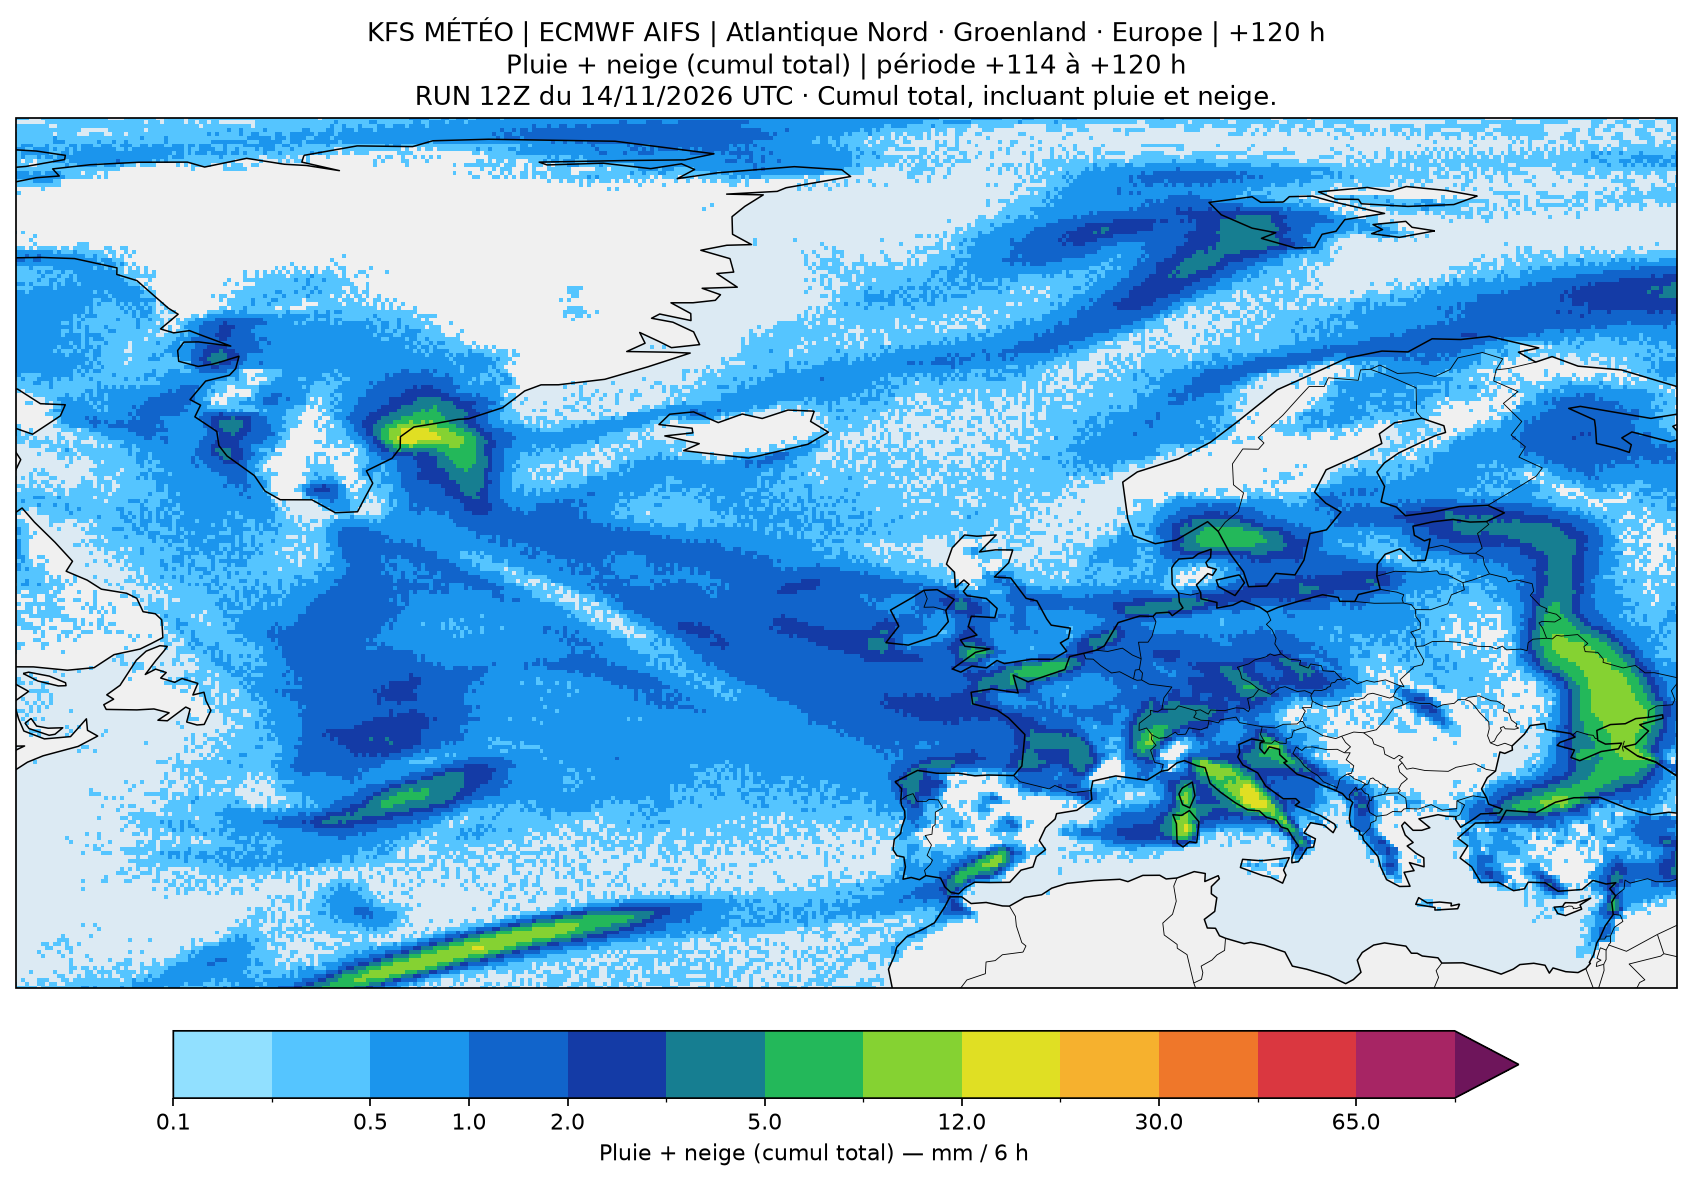 KFS MÉTÉO | ECMWF AIFS | Atlantique Nord · Groenland · Europe | +120 h
Pluie + neige (cumul total) | période +114 à +120 h
RUN 12Z du 14/11/2026 UTC · Cumul total, incluant pluie et neige.
0.1 0.5 1.0 2.0 5.0 12.0 30.0 65.0
Pluie + neige (cumul total) — mm / 6 h